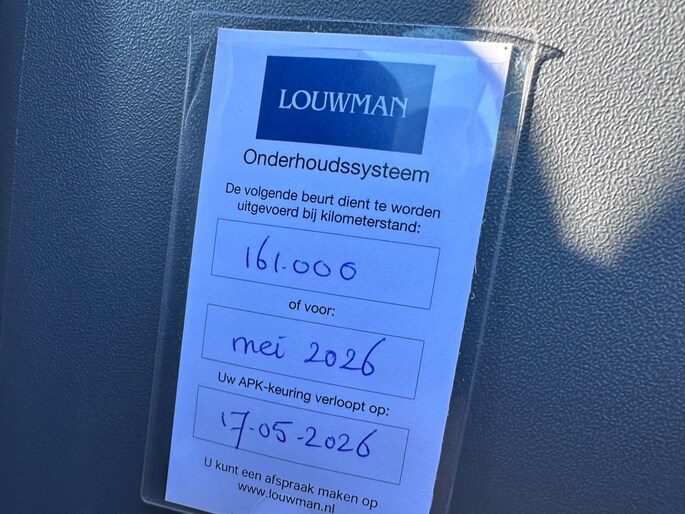 LOUWMAN
Onderhoudssysteem
De volgende beurt dient te worden
uitgevoerd bij kilometerstand:
161.000
of voor:
mei 2026
Uw APK-keuring verloopt op:
17-05-2026
U kunt een afspraak maken op
www.louwman.nl